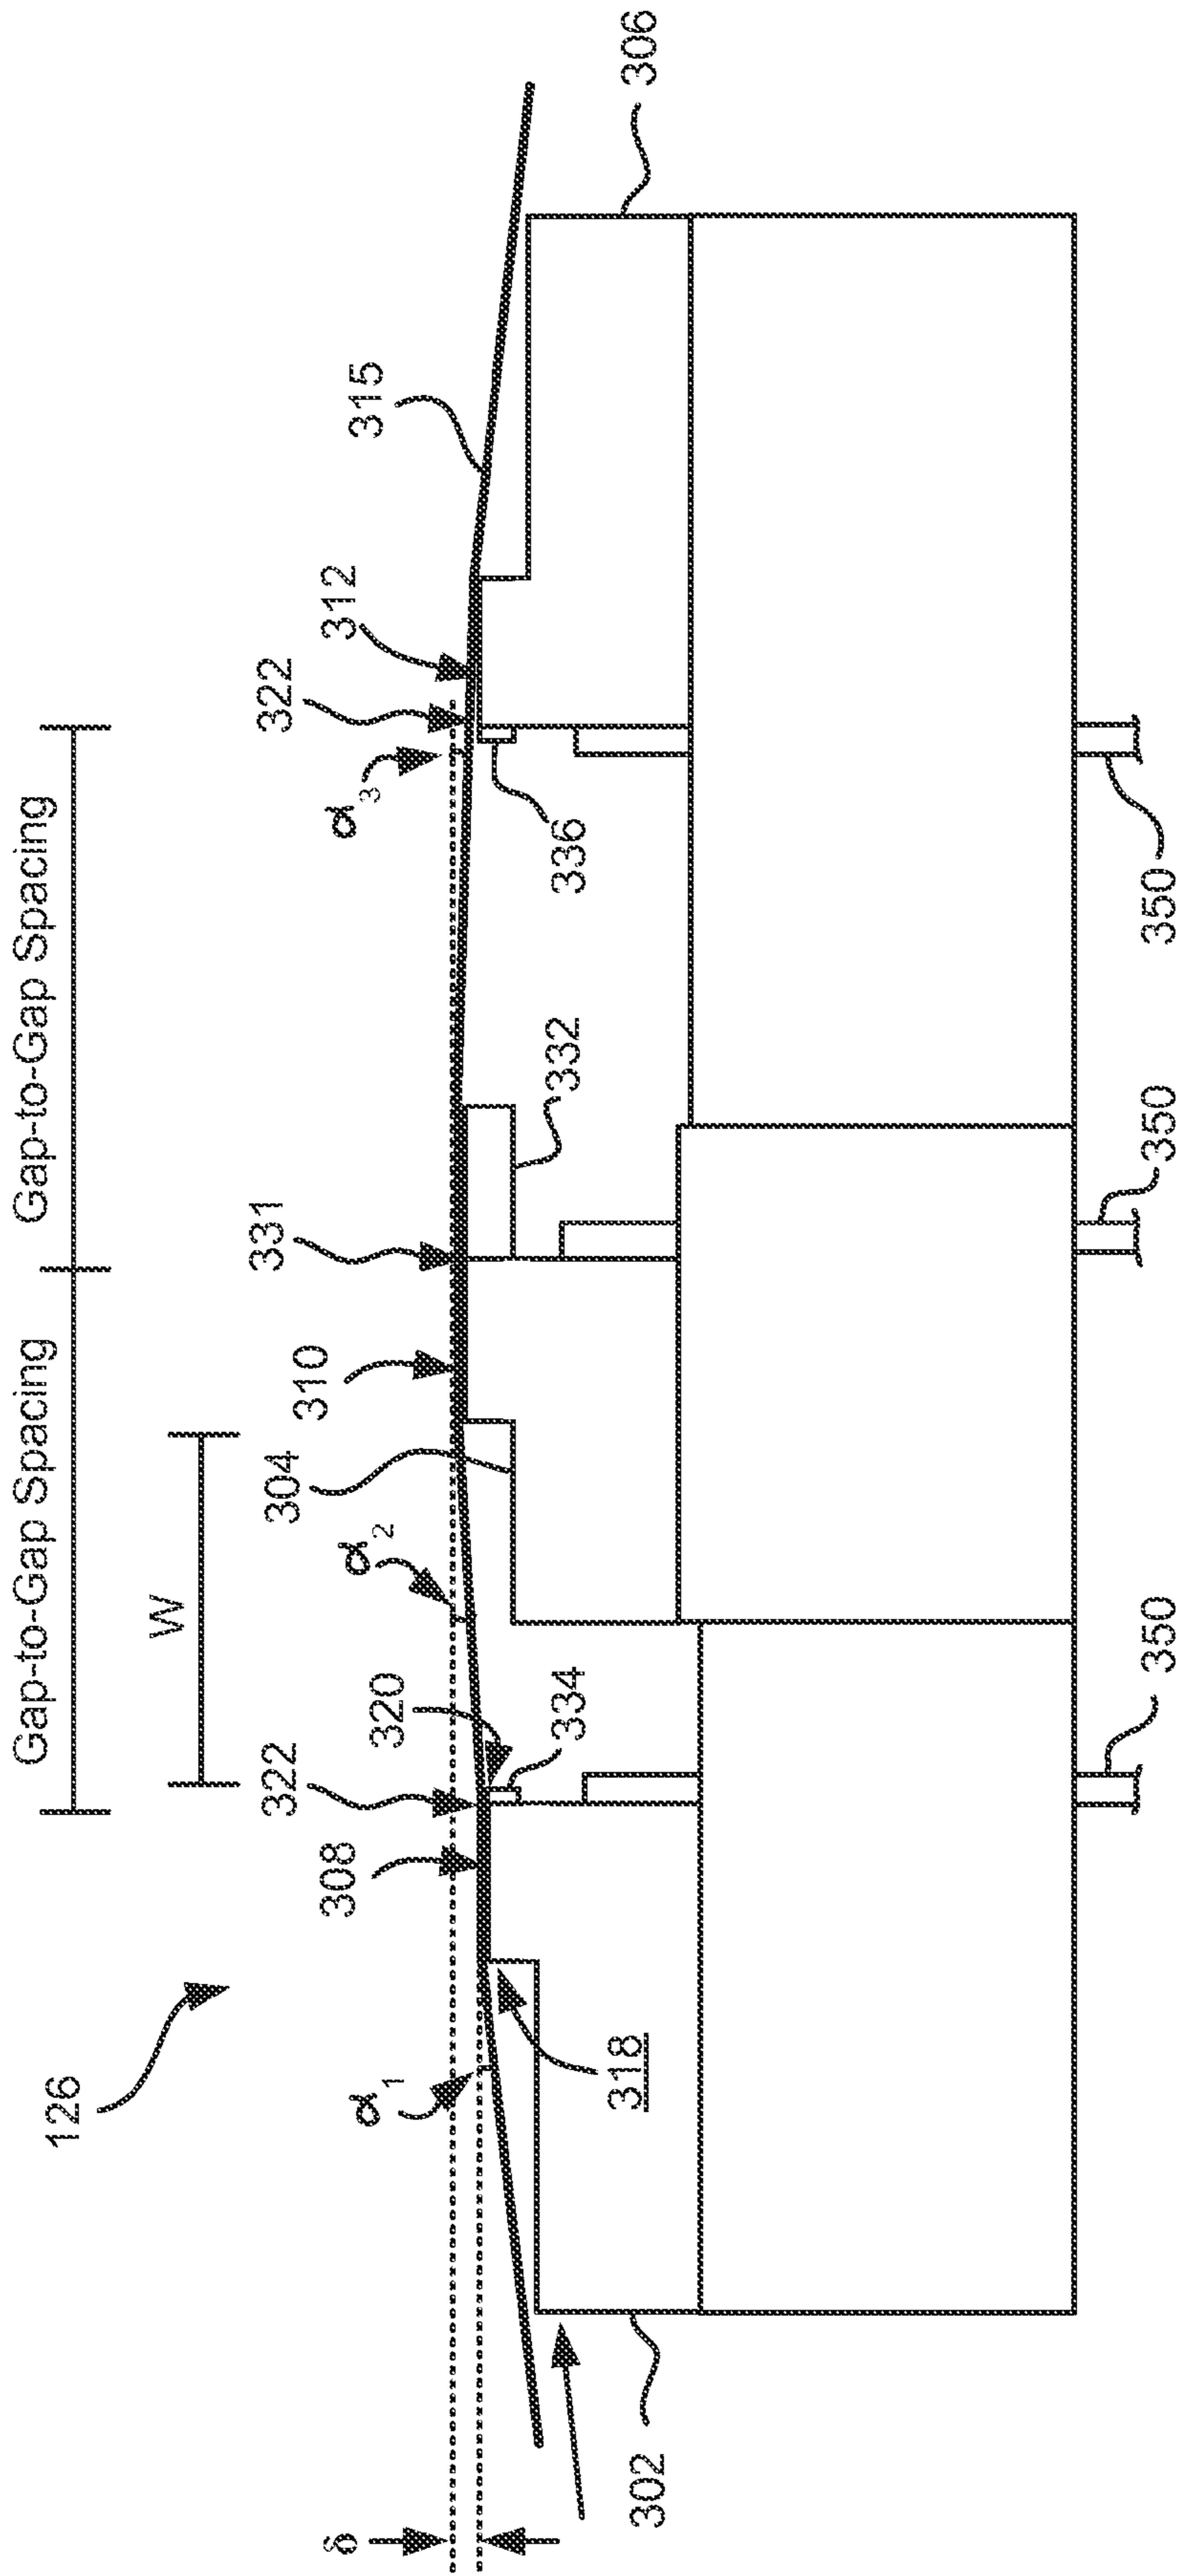 Gap-to-Gap Spacing
Gap-to-Gap Spacing
W
126
δ
α1
308
322
320
334
α2
304
310
331
332
α3
322
312
336
315
306
318
302
350
350
350